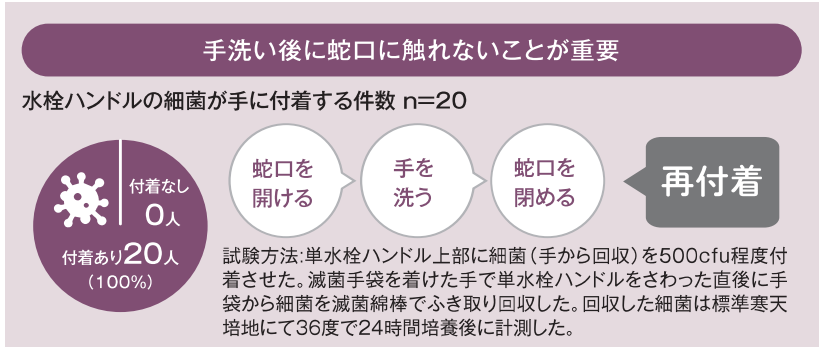 手洗い後に蛇口に触れないことが重要
水栓ハンドルの細菌が手に付着する件数 n=20
付着なし
0人
付着あり20人
(100%)
蛇口を
開ける
手を
洗う
蛇口を
閉める
再付着
試験方法:単水栓ハンドル上部に細菌(手から回収)を500cfu程度付
着させた。滅菌手袋を着けた手で単水栓ハンドルをさわった直後に手
袋から細菌を滅菌綿棒でふき取り回収した。回収した細菌は標準寒天
培地にて36度で24時間培養後に計測した。